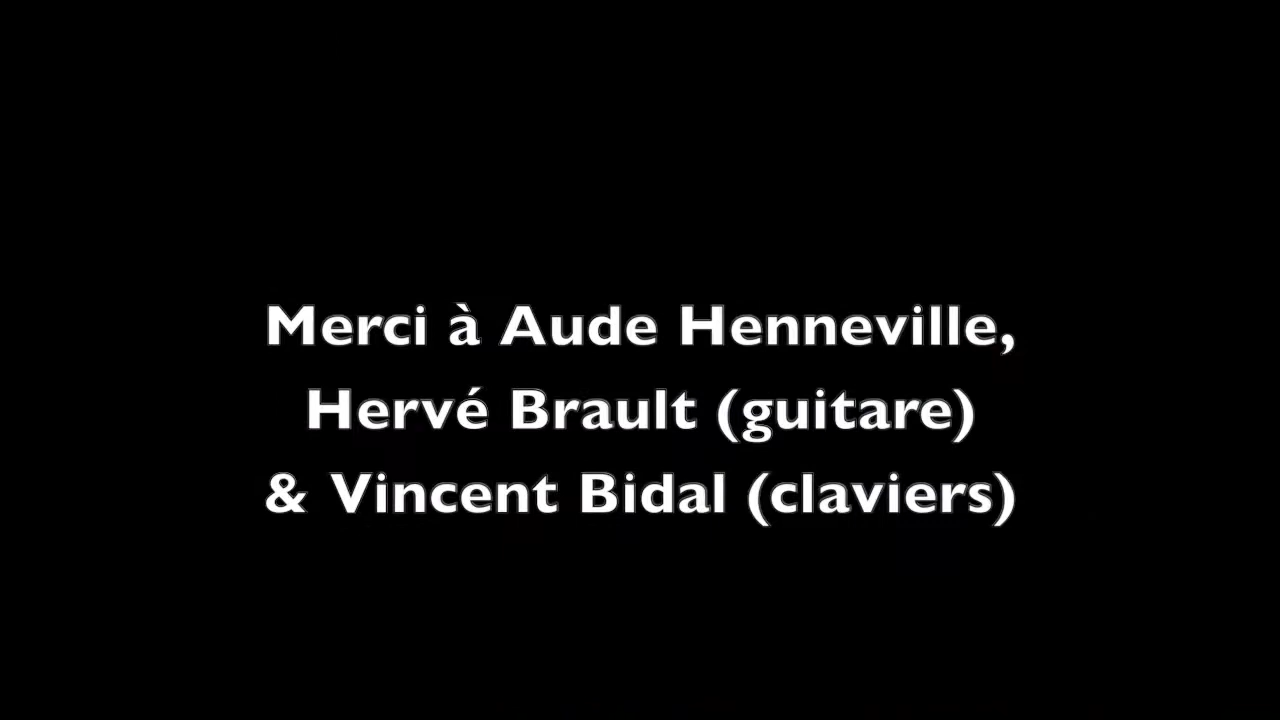 Merci à Aude Henneville,
Hervé Brault (guitare)
& Vincent Bidal (claviers)